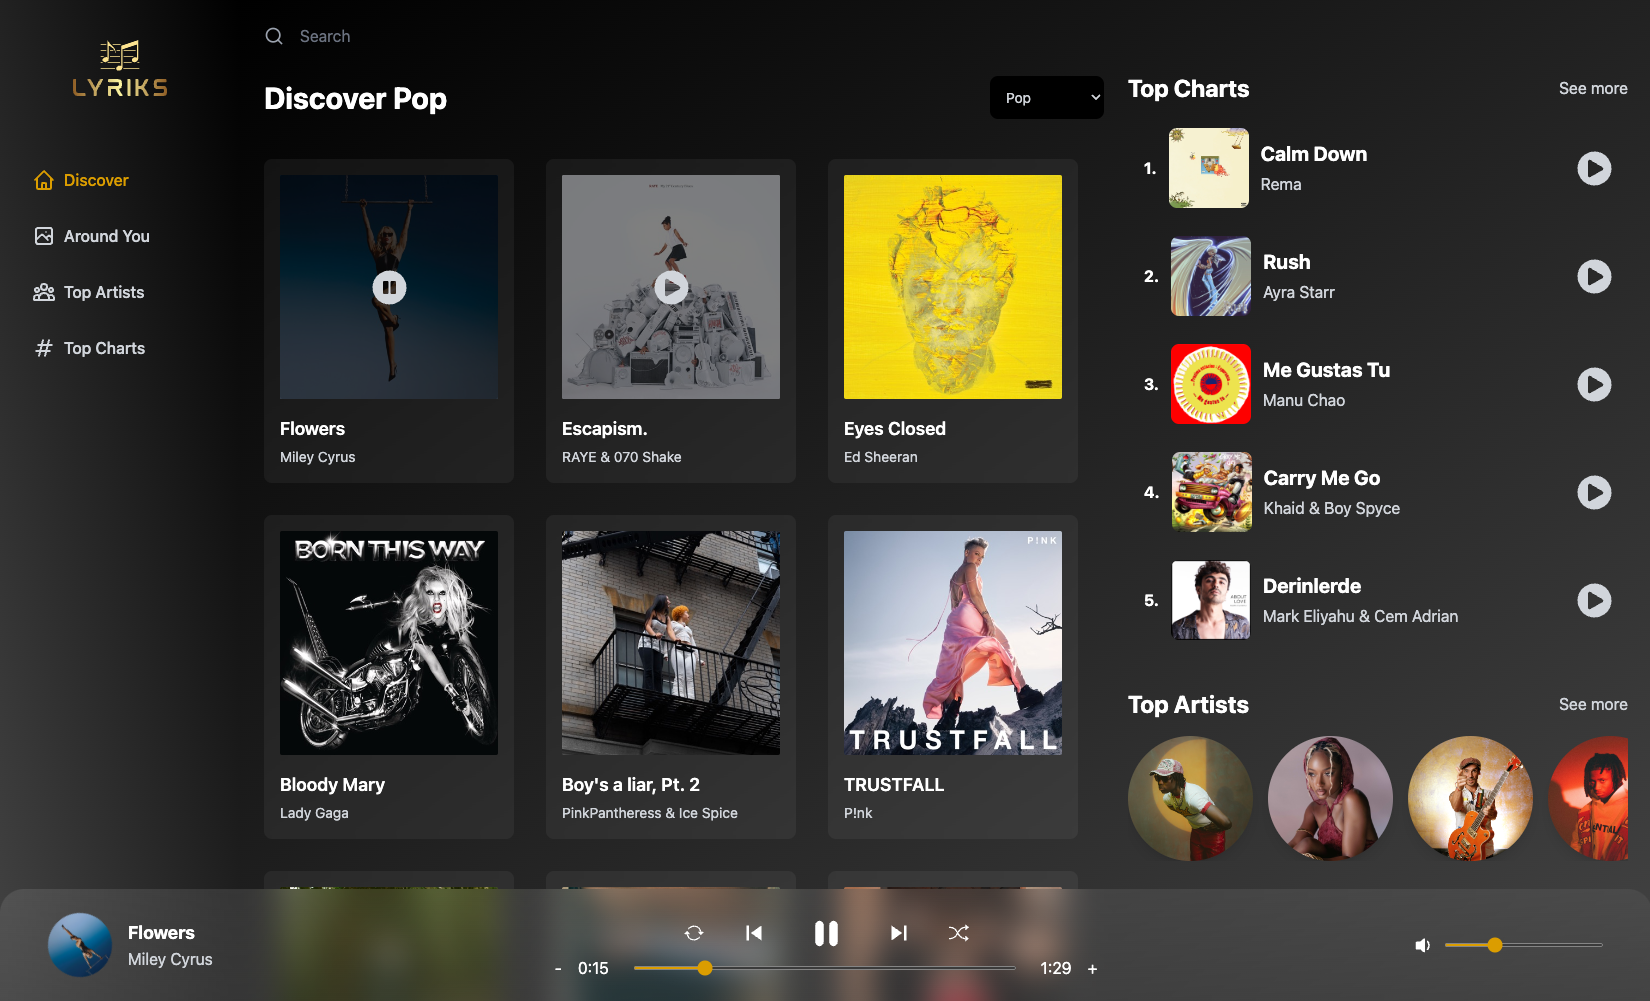 LYRIKS
Discover
Around You
Top Artists
Top Charts
Search
Discover Pop
Pop
Flowers
Miley Cyrus
Escapism.
RAYE & 070 Shake
Eyes Closed
Ed Sheeran
BORN THIS WAY
Bloody Mary
Lady Gaga
Boy's a liar, Pt. 2
PinkPantheress & Ice Spice
P!NK
TRUSTFALL
TRUSTFALL
P!nk
Top Charts
See more
1.
Calm Down
Rema
2.
Rush
Ayra Starr
3.
Me Gustas Tu
Manu Chao
4.
Carry Me Go
Khaid & Boy Spyce
5.
ABOUT
LOVE
Derinlerde
Mark Eliyahu & Cem Adrian
Top Artists
See more
Flowers
Miley Cyrus
- 0:15
1:29 +